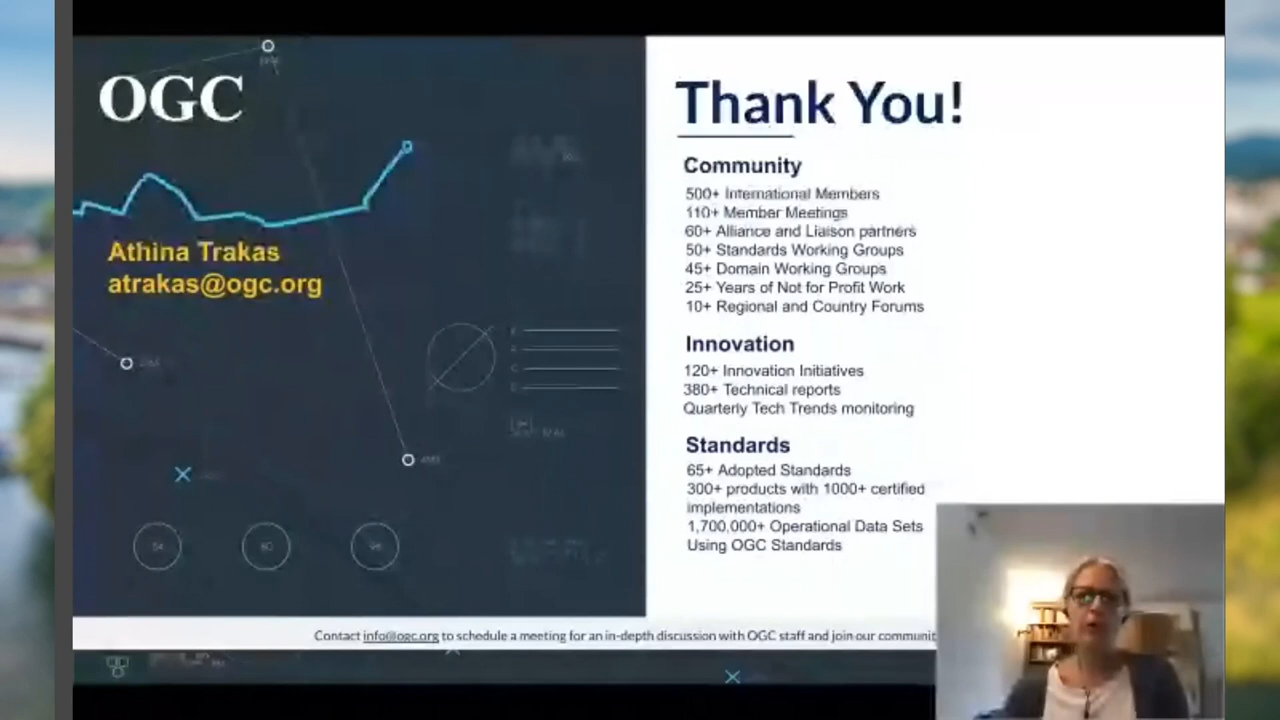 OGC
Athina Trakas
atrakas@ogc.org
Thank You!
Community
500+ International Members
110+ Member Meetings
60+ Alliance and Liaison partners
50+ Standards Working Groups
45+ Domain Working Groups
25+ Years of Not for Profit Work
10+ Regional and Country Forums
Innovation
120+ Innovation Initiatives
380+ Technical reports
Quarterly Tech Trends monitoring
Standards
65+ Adopted Standards
300+ products with 1000+ certified
implementations
1,700,000+ Operational Data Sets
Using OGC Standards
Contact info@ogc.org to schedule a meeting for an in-depth discussion with OGC staff and join our communit